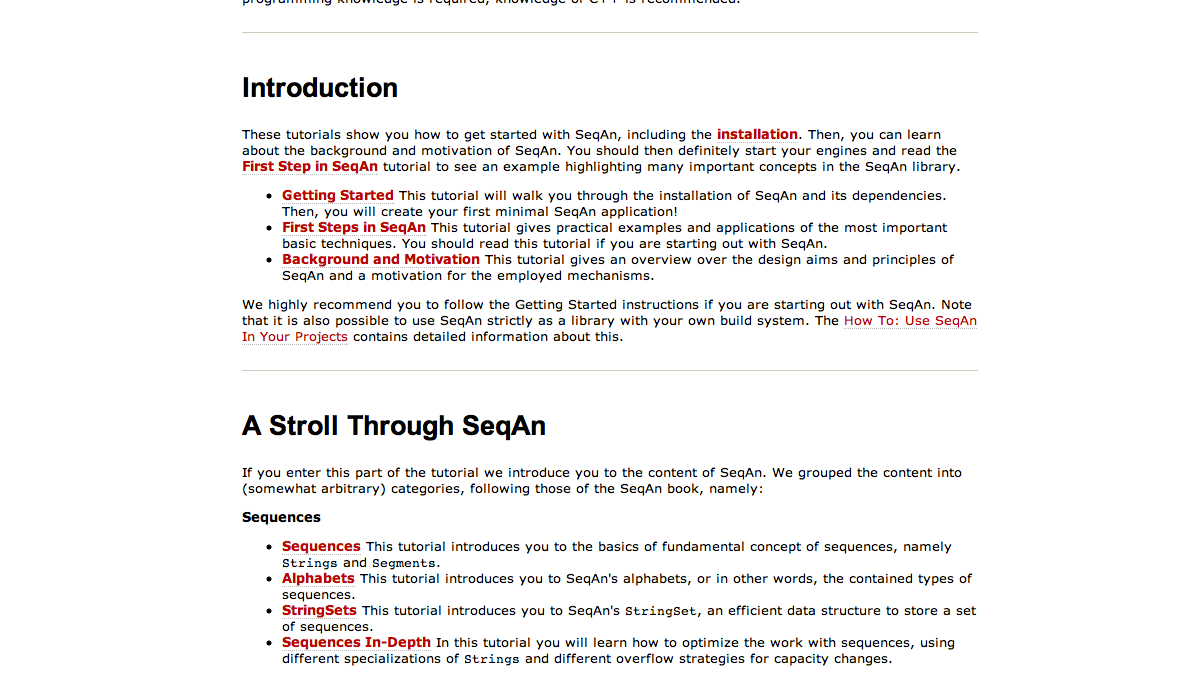 programming knowledge is required, knowledge of C++ is recommended.
Introduction
These tutorials show you how to get started with SeqAn, including the installation. Then, you can learn
about the background and motivation of SeqAn. You should then definitely start your engines and read the
First Step in SeqAn tutorial to see an example highlighting many important concepts in the SeqAn library.
• Getting Started This tutorial will walk you through the installation of SeqAn and its dependencies.
Then, you will create your first minimal SeqAn application!
• First Steps in SeqAn This tutorial gives practical examples and applications of the most important
basic techniques. You should read this tutorial if you are starting out with SeqAn.
• Background and Motivation This tutorial gives an overview over the design aims and principles of
SeqAn and a motivation for the employed mechanisms.
We highly recommend you to follow the Getting Started instructions if you are starting out with SeqAn. Note
that it is also possible to use SeqAn strictly as a library with your own build system. The How To: Use SeqAn
In Your Projects contains detailed information about this.
A Stroll Through SeqAn
If you enter this part of the tutorial we introduce you to the content of SeqAn. We grouped the content into
(somewhat arbitrary) categories, following those of the SeqAn book, namely:
Sequences
• Sequences This tutorial introduces you to the basics of fundamental concept of sequences, namely
Strings and Segments.
• Alphabets This tutorial introduces you to SeqAn's alphabets, or in other words, the contained types of
sequences.
• StringSets This tutorial introduces you to SeqAn's StringSet, an efficient data structure to store a set
of sequences.
• Sequences In-Depth In this tutorial you will learn how to optimize the work with sequences, using
different specializations of Strings and different overflow strategies for capacity changes.